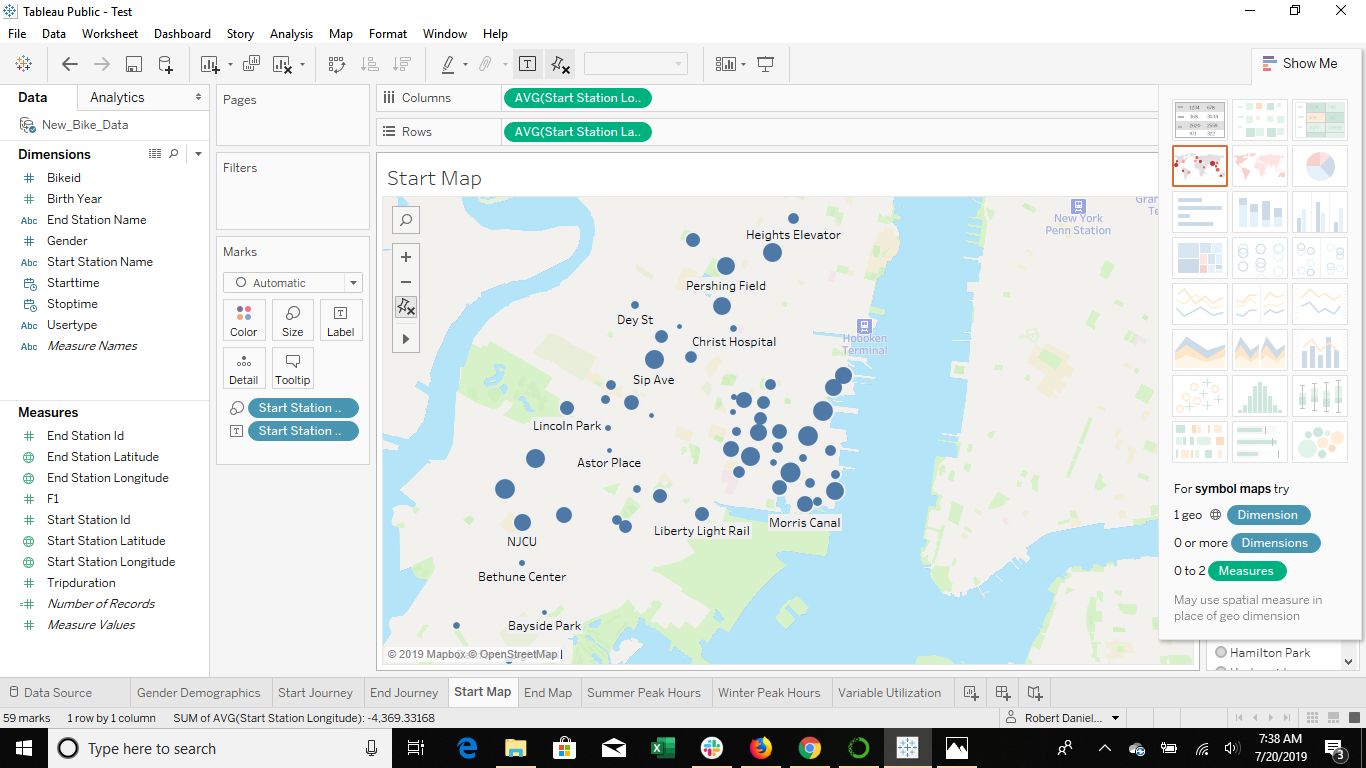 Tableau Public - Test
File Data Worksheet Dashboard Story Analysis Map Format Window Help
Show Me
Data Analytics
New_Bike_Data
Dimensions
Bikeid
Birth Year
Abc End Station Name
Gender
Abc Start Station Name
Starttime
Stoptime
Abc Usertype
Abc Measure Names
Measures
End Station Id
End Station Latitude
End Station Longitude
F1
Start Station Id
Start Station Latitude
Start Station Longitude
Tripduration
Number of Records
Measure Values
Pages
Filters
Marks
Automatic
Color Size Label
Detail Tooltip
Start Station ..
Start Station ..
Columns AVG(Start Station Lo..
Rows AVG(Start Station La..
Start Map
Heights Elevator
New York
Penn Station
Pershing Field
Dey St
Christ Hospital
Hoboken
Terminal
Sip Ave
Lincoln Park
Astor Place
Morris Canal
Liberty Light Rail
NJCU
Bethune Center
Bayside Park
© 2019 Mapbox © OpenStreetMap
For symbol maps try
1 geo Dimension
0 or more Dimensions
0 to 2 Measures
May use spatial measure in
place of geo dimension
Hamilton Park
Data Source Gender Demographics Start Journey End Journey Start Map End Map Summer Peak Hours Winter Peak Hours Variable Utilization
59 marks 1 row by 1 column SUM of AVG(Start Station Longitude): -4,369.33168 Robert Daniel...
Type here to search
7:38 AM
7/20/2019
3